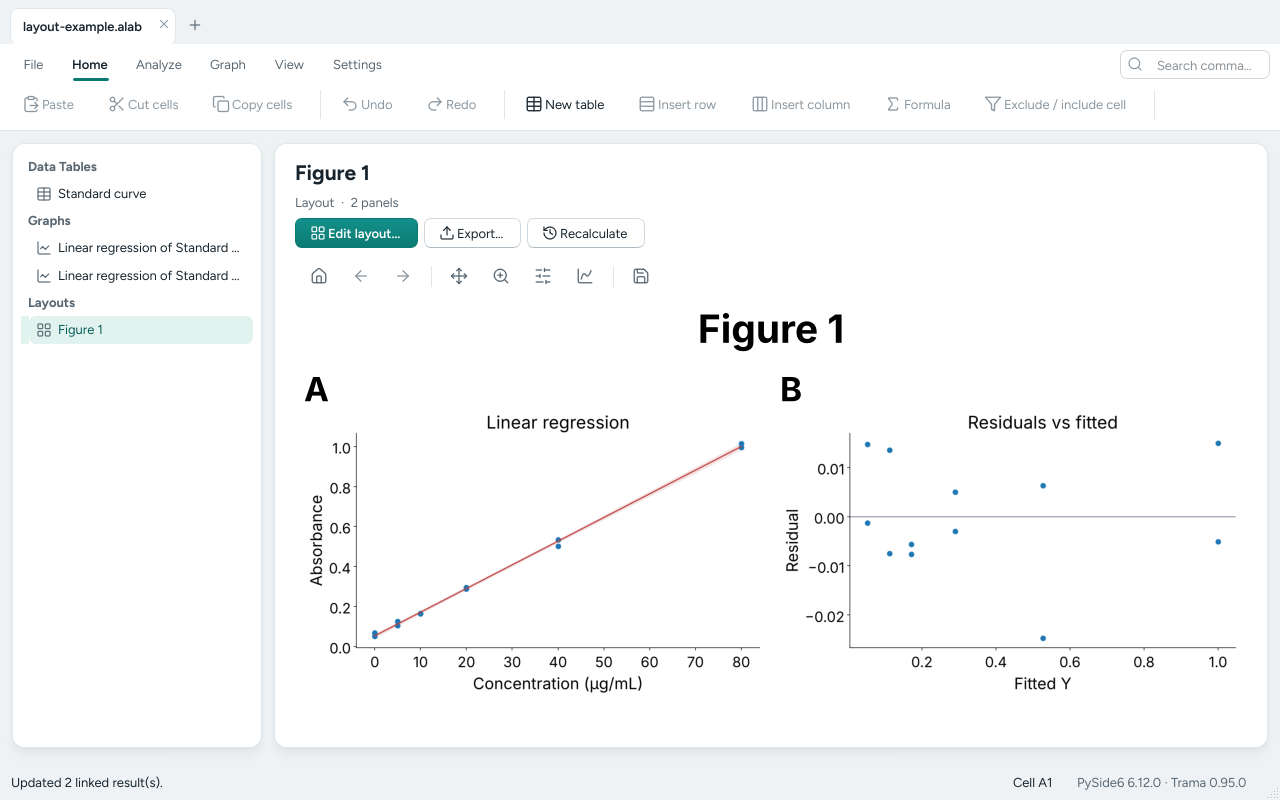 layout-example.alab
File Home Analyze Graph View Settings
Search comma...
Paste Cut cells Copy cells Undo Redo New table Insert row Insert column Formula Exclude / include cell
Data Tables
Standard curve
Graphs
Linear regression of Standard ...
Linear regression of Standard ...
Layouts
Figure 1
Figure 1
Layout · 2 panels
Edit layout... Export... Recalculate
Figure 1
A
Linear regression
1.0
0.8
0.6
0.4
0.2
0.0
Absorbance
0 10 20 30 40 50 60 70 80
Concentration (µg/mL)
B
Residuals vs fitted
0.01
0.00
−0.01
−0.02
Residual
0.2 0.4 0.6 0.8 1.0
Fitted Y
Updated 2 linked result(s).
Cell A1 PySide6 6.12.0 · Trama 0.95.0